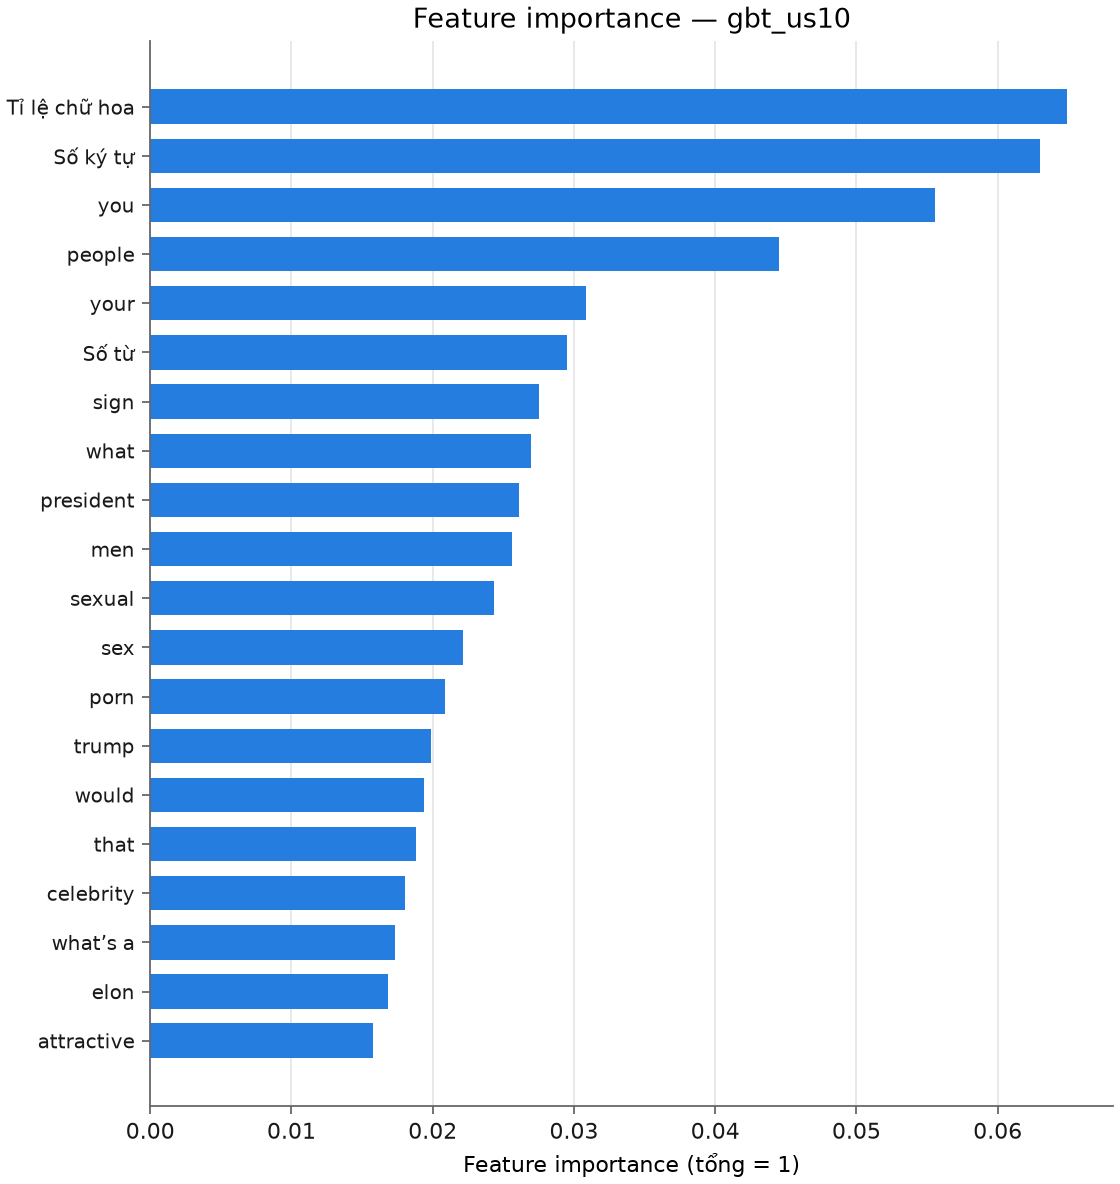 Feature importance — gbt_us10
Tỉ lệ chữ hoa
Số ký tự
you
people
your
Số từ
sign
what
president
men
sexual
sex
porn
trump
would
that
celebrity
what’s a
elon
attractive
0.00 0.01 0.02 0.03 0.04 0.05 0.06
Feature importance (tổng = 1)